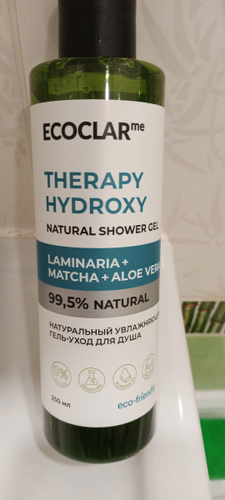 ECOCLARme
THERAPY
HYDROXY
NATURAL SHOWER GEL
LAMINARIA +
MATCHA + ALOE VERA
99,5% NATURAL
НАТУРАЛЬНЫЙ УВЛАЖНЯЮЩИЙ
ГЕЛЬ-УХОД ДЛЯ ДУША
0%
250 мл
eco-friendly